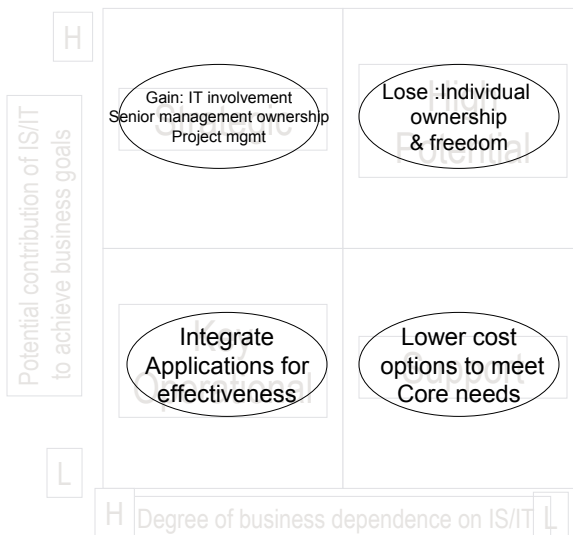 H
Potential contribution of IS/IT
to achieve business goals
L
Strategic
Gain: IT involvement
Senior management ownership
Project mgmt
High
Potential
Lose :Individual
ownership
& freedom
Key
Operational
Integrate
Applications for
effectiveness
Support
Lower cost
options to meet
Core needs
H
Degree of business dependence on IS/IT
L